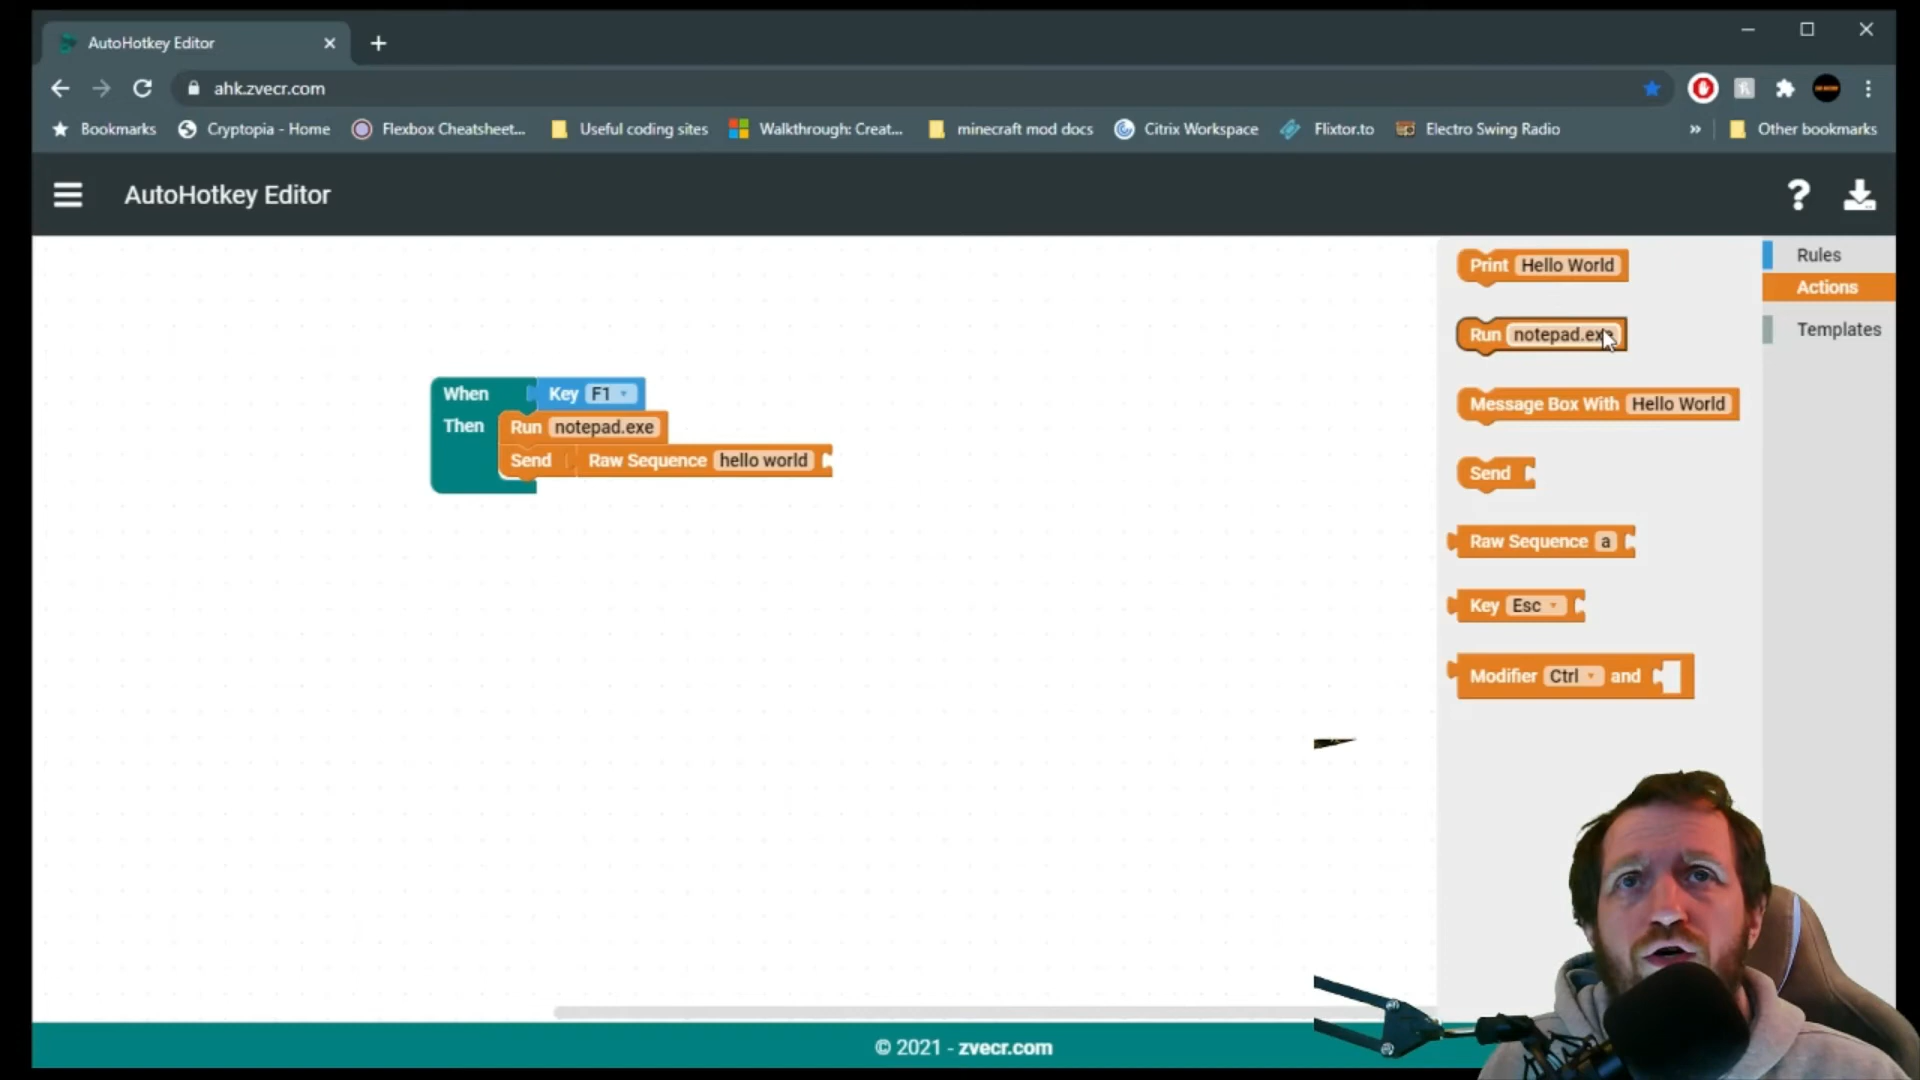 AutoHotkey Editor
ahk.zvecr.com
Bookmarks Cryptopia - Home Flexbox Cheatsheet... Useful coding sites Walkthrough: Creat... minecraft mod docs Citrix Workspace Flixtor.to Electro Swing Radio » Other bookmarks
AutoHotkey Editor ?
Print Hello World
Rules
Actions
Run notepad.exe
Templates
When Key F1
Then Run notepad.exe
Send Raw Sequence hello world
Message Box With Hello World
Send
Raw Sequence a
Key Esc
Modifier Ctrl and
© 2021 - zvecr.com